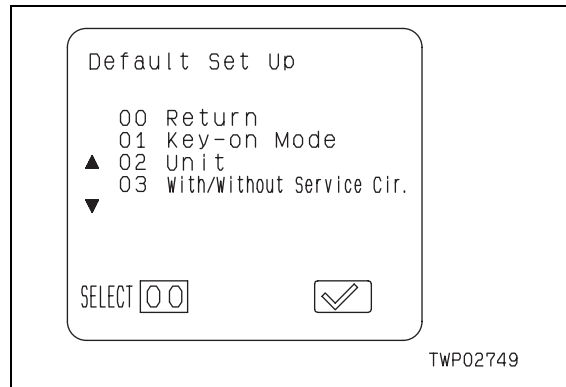 Default Set Up
00 Return
01 Key-on Mode
▲ 02 Unit
03 With/Without Service Cir.
▼
SELECT 00 ✓
TWP02749